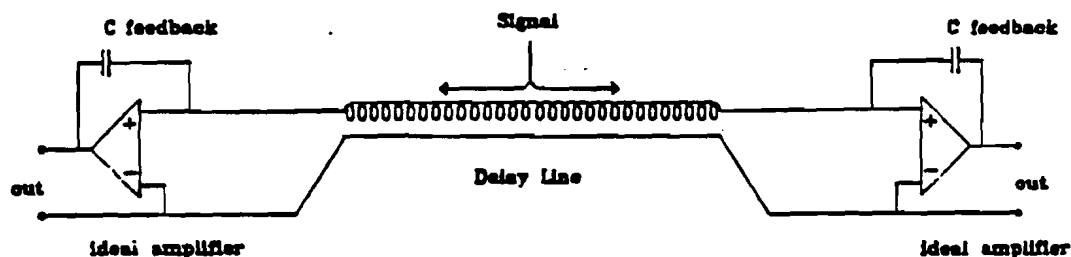 Signal
C feedback
C feedback
+
+
−
−
Delay Line
out
out
ideal amplifier
ideal amplifier